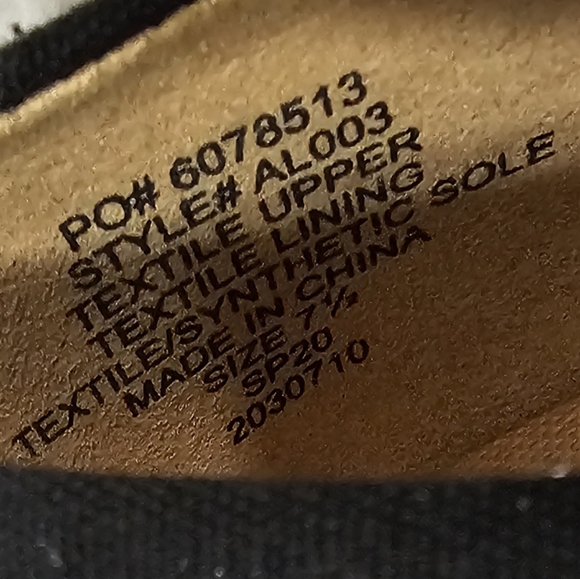 PO# 6078513
STYLE# AL003
TEXTILE UPPER
TEXTILE LINING
TEXTILE/SYNTHETIC SOLE
MADE IN CHINA
SIZE 7½
SP20
2030710